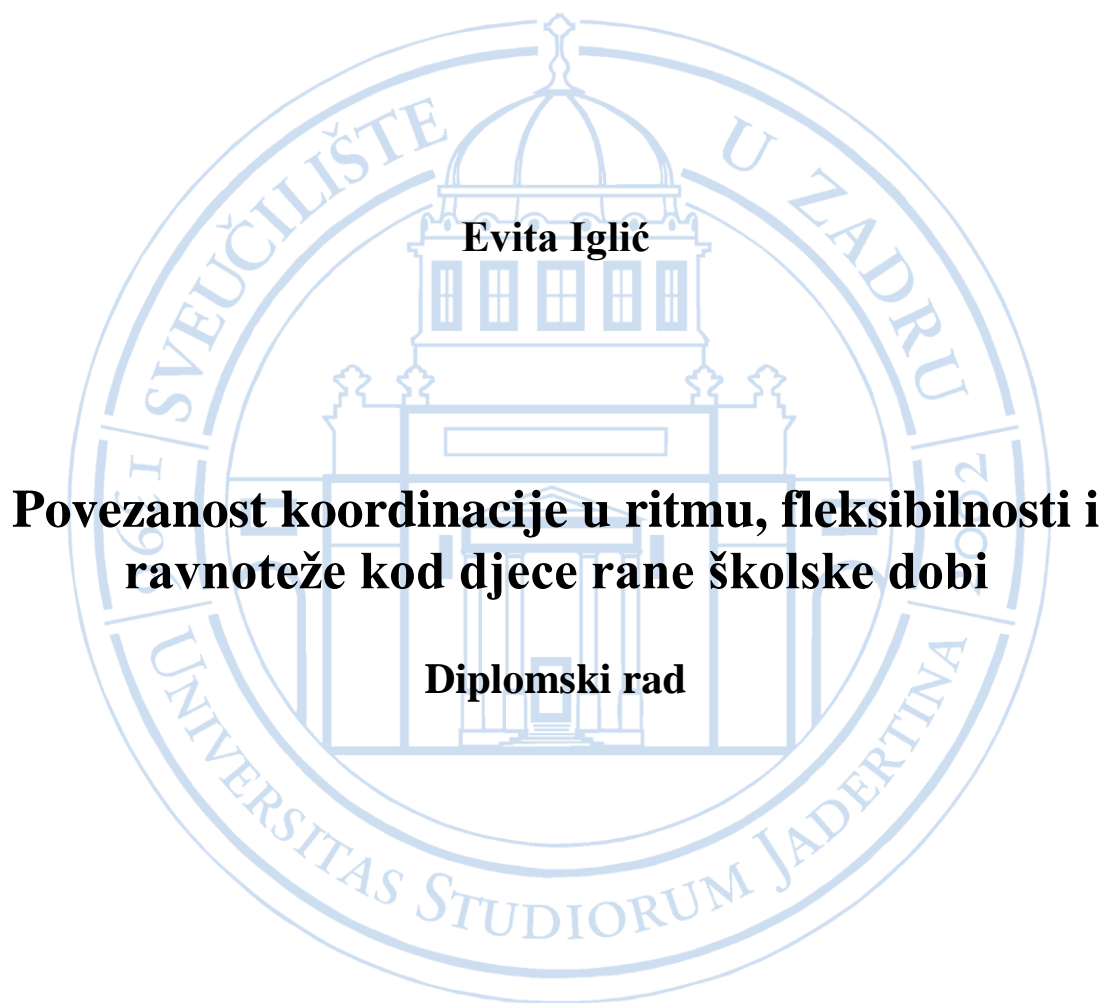 SVEUČILIŠTE U ZADRU
Evita Iglić
Povezanost koordinacije u ritmu, fleksibilnosti i
ravnoteže kod djece rane školske dobi
Diplomski rad
1396
2002
UNIVERSITAS STUDIORUM JADERTINA